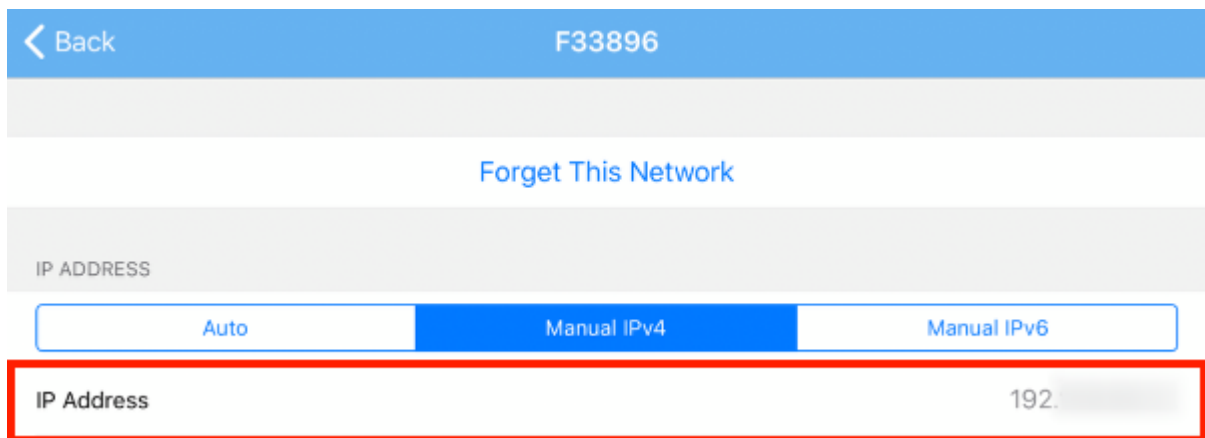 Back
F33896
Forget This Network
IP ADDRESS
Auto Manual IPv4 Manual IPv6
IP Address 192.